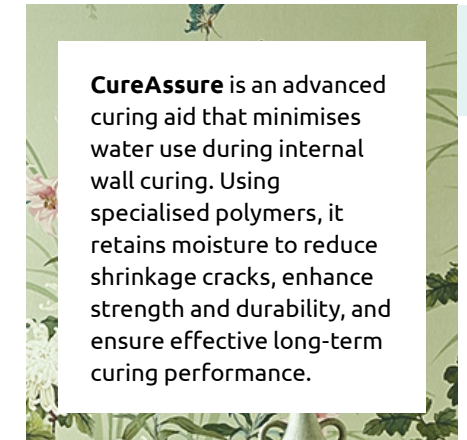 CureAssure is an advanced
curing aid that minimises
water use during internal
wall curing. Using
specialised polymers, it
retains moisture to reduce
shrinkage cracks, enhance
strength and durability, and
ensure effective long-term
curing performance.